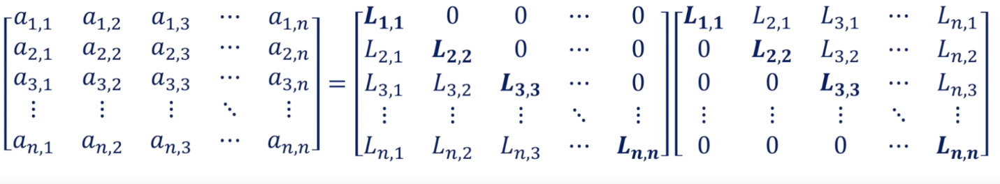 [a₁,₁ a₁,₂ a₁,₃ ⋯ a₁,ₙ] [L₁,₁ 0 0 ⋯ 0] [L₁,₁ L₂,₁ L₃,₁ ⋯ Lₙ,₁]
[a₂,₁ a₂,₂ a₂,₃ ⋯ a₂,ₙ] [L₂,₁ L₂,₂ 0 ⋯ 0] [0 L₂,₂ L₃,₂ ⋯ Lₙ,₂]
[a₃,₁ a₃,₂ a₃,₃ ⋯ a₃,ₙ] = [L₃,₁ L₃,₂ L₃,₃ ⋯ 0] [0 0 L₃,₃ ⋯ Lₙ,₃]
[⋮ ⋮ ⋮ ⋱ ⋮] [⋮ ⋮ ⋮ ⋱ ⋮] [⋮ ⋮ ⋮ ⋱ ⋮]
[aₙ,₁ aₙ,₂ aₙ,₃ ⋯ aₙ,ₙ] [Lₙ,₁ Lₙ,₂ Lₙ,₃ ⋯ Lₙ,ₙ] [0 0 0 ⋯ Lₙ,ₙ]